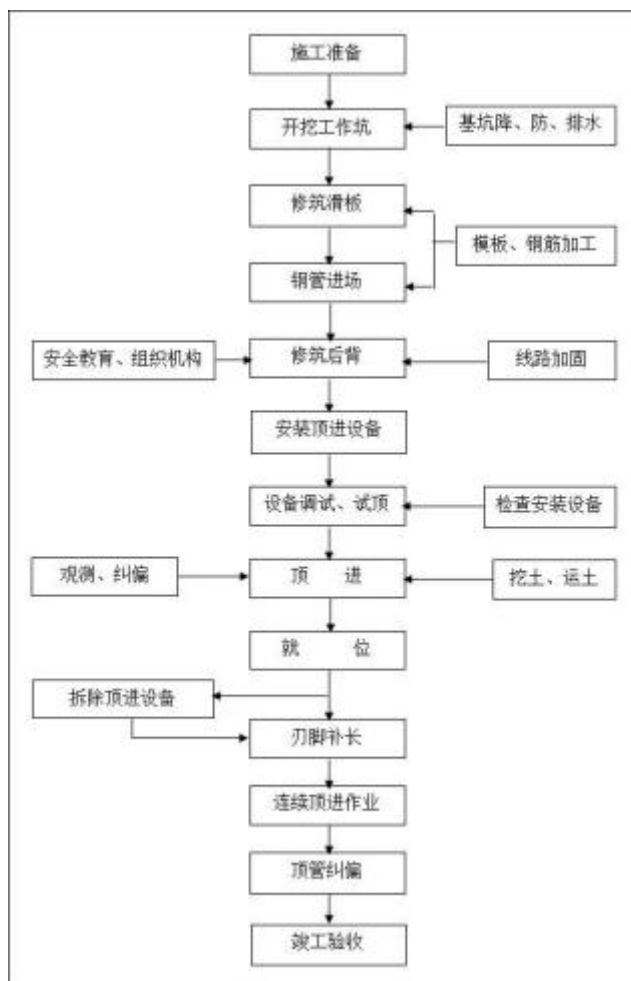 施工准备
开挖工作坑
基坑降、防、排水
修筑滑板
模板、钢筋加工
钢管进场
安全教育、组织机构
修筑后背
线路加固
安装顶进设备
设备调试、试顶
检查安装设备
观测、纠偏
顶 进
挖土、运土
就 位
拆除顶进设备
刃脚补长
连续顶进作业
顶管纠偏
竣工验收